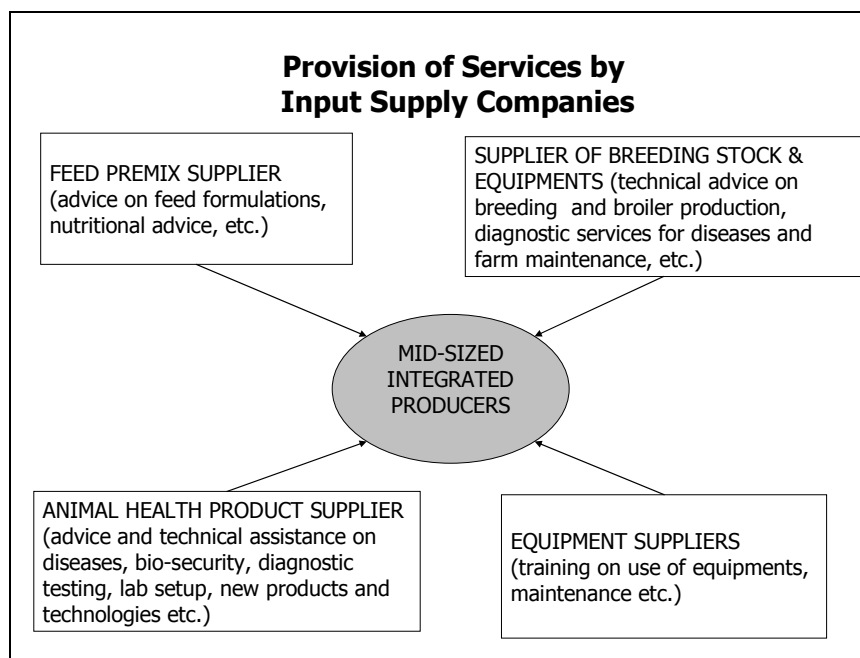 Provision of Services by
Input Supply Companies
FEED PREMIX SUPPLIER
(advice on feed formulations,
nutritional advice, etc.)
SUPPLIER OF BREEDING STOCK &
EQUIPMENTS (technical advice on
breeding and broiler production,
diagnostic services for diseases and
farm maintenance, etc.)
MID-SIZED
INTEGRATED
PRODUCERS
ANIMAL HEALTH PRODUCT SUPPLIER
(advice and technical assistance on
diseases, bio-security, diagnostic
testing, lab setup, new products and
technologies etc.)
EQUIPMENT SUPPLIERS
(training on use of equipments,
maintenance etc.)